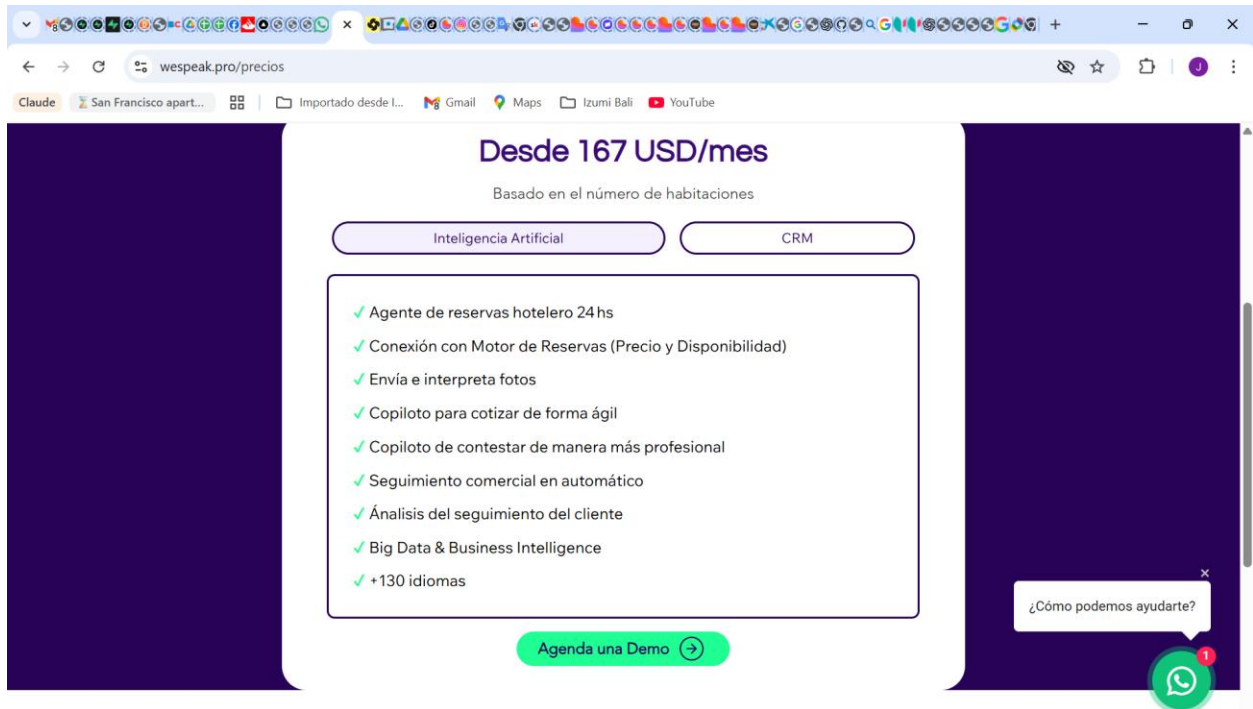 wespeak.pro/precios
J
Claude
San Francisco apart...
Importado desde I...
Gmail
Maps
Izumi Bali
YouTube
Desde 167 USD/mes
Basado en el número de habitaciones
Inteligencia Artificial
CRM
✓ Agente de reservas hotelero 24 hs
✓ Conexión con Motor de Reservas (Precio y Disponibilidad)
✓ Envía e interpreta fotos
✓ Copiloto para cotizar de forma ágil
✓ Copiloto de contestar de manera más profesional
✓ Seguimiento comercial en automático
✓ Ánalisis del seguimiento del cliente
✓ Big Data & Business Intelligence
✓ +130 idiomas
¿Cómo podemos ayudarte?
Agenda una Demo
1